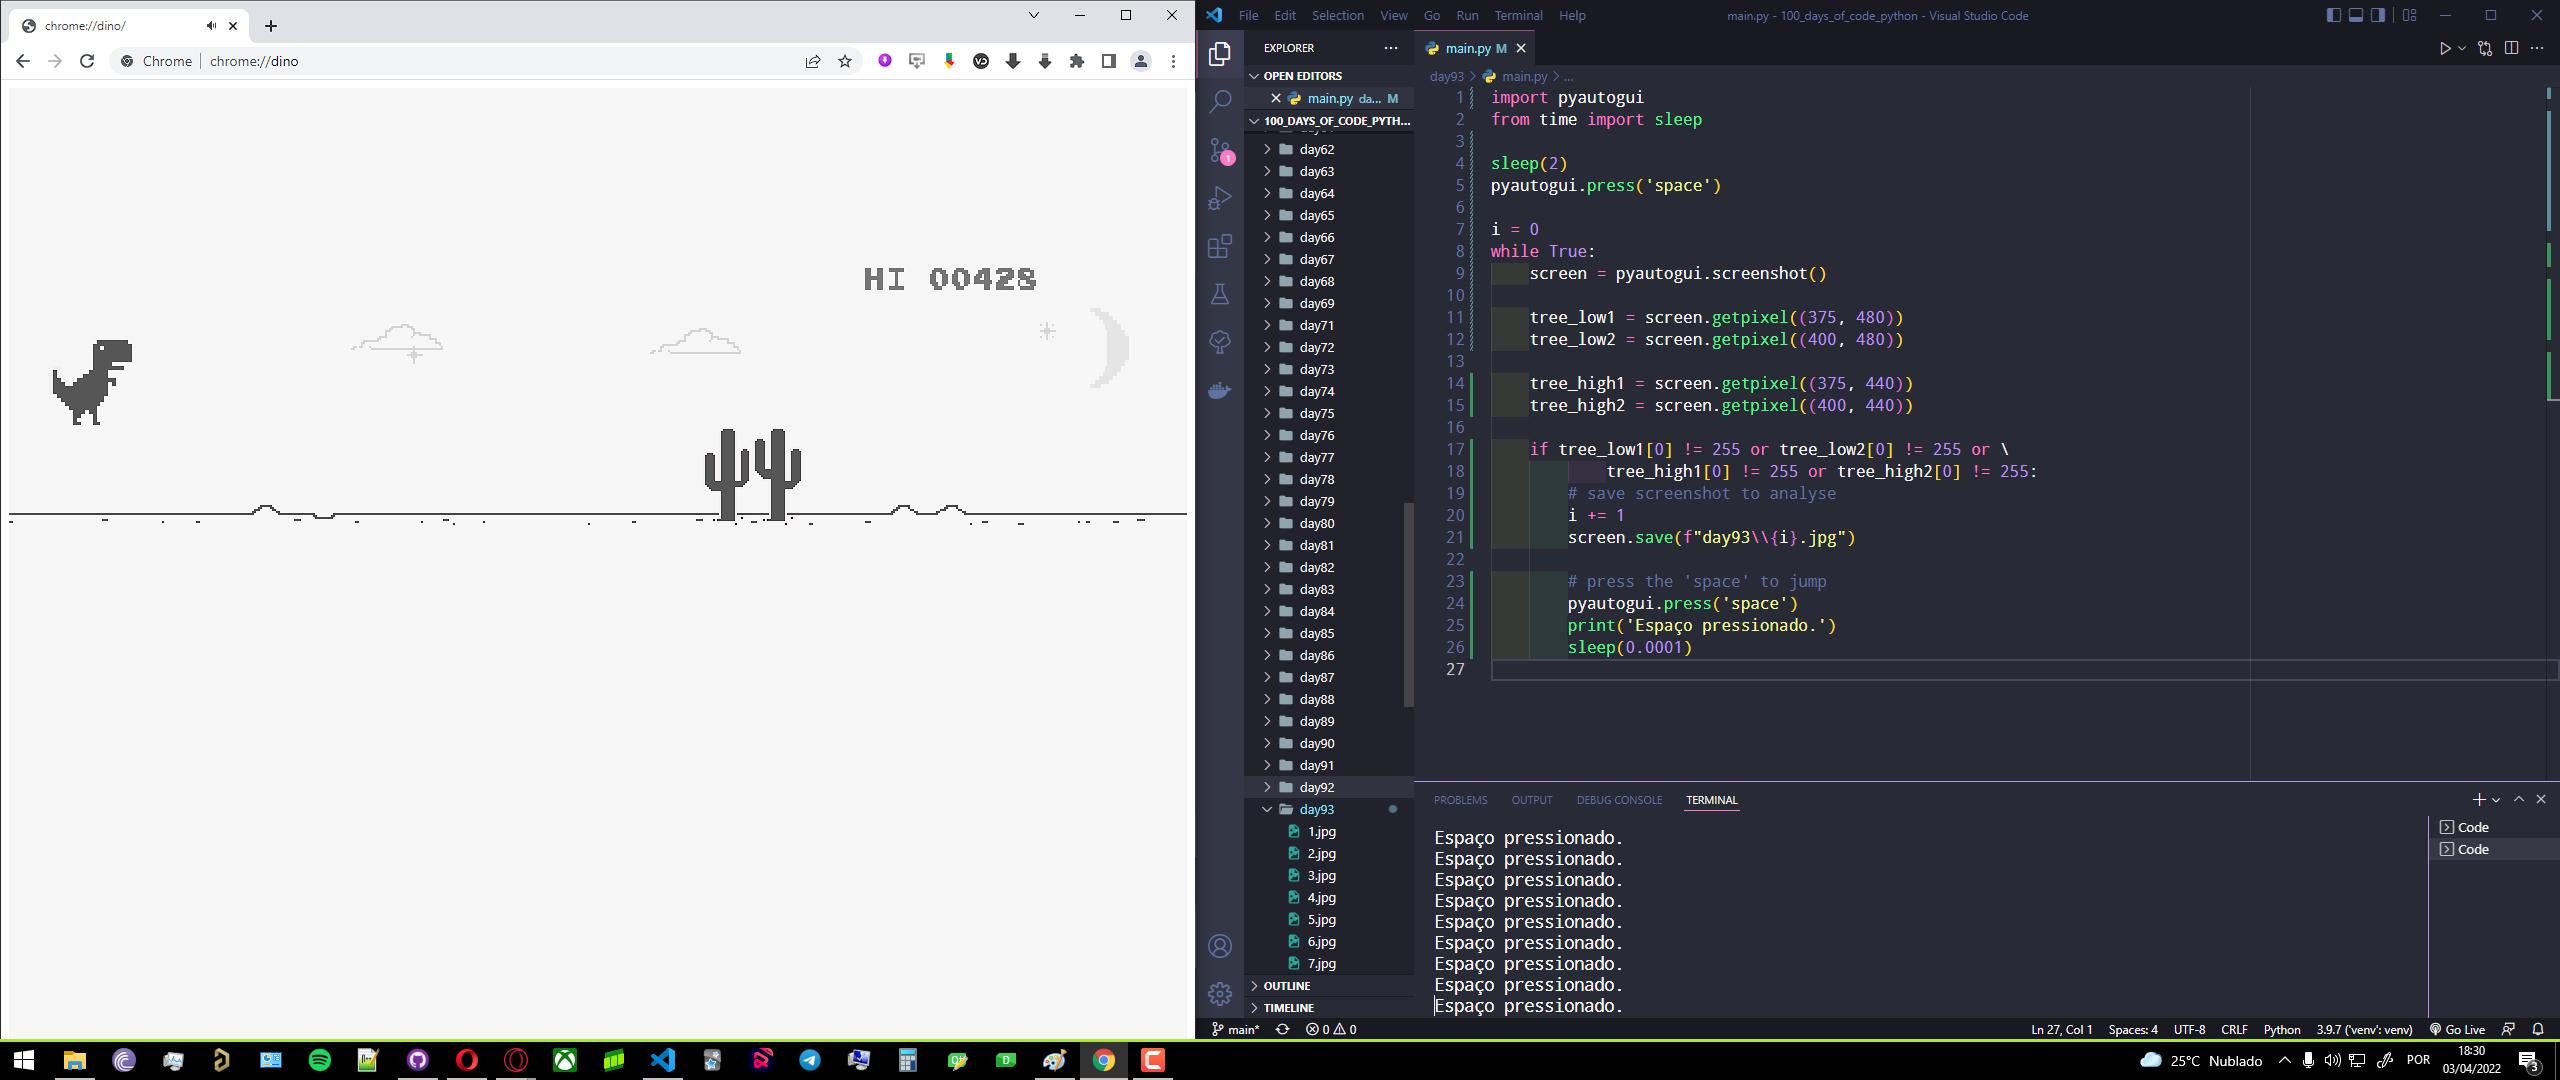 chrome://dino/
Chrome | chrome://dino
HI 00428
File Edit Selection View Go Run Terminal Help
main.py - 100_days_of_code_python - Visual Studio Code
EXPLORER
OPEN EDITORS
main.py da... M
100_DAYS_OF_CODE_PYTH...
day62
day63
day64
day65
day66
day67
day68
day69
day71
day72
day73
day74
day75
day76
day77
day78
day79
day80
day81
day82
day83
day84
day85
day86
day87
day88
day89
day90
day91
day92
day93
1.jpg
2.jpg
3.jpg
4.jpg
5.jpg
6.jpg
7.jpg
OUTLINE
TIMELINE
1
main.py M
day93 > main.py > ...
1 import pyautogui
2 from time import sleep
3
4 sleep(2)
5 pyautogui.press('space')
6
7 i = 0
8 while True:
9 screen = pyautogui.screenshot()
10
11 tree_low1 = screen.getpixel((375, 480))
12 tree_low2 = screen.getpixel((400, 480))
13
14 tree_high1 = screen.getpixel((375, 440))
15 tree_high2 = screen.getpixel((400, 440))
16
17 if tree_low1[0] != 255 or tree_low2[0] != 255 or \
18 tree_high1[0] != 255 or tree_high2[0] != 255:
19 # save screenshot to analyse
20 i += 1
21 screen.save(f"day93\\{i}.jpg")
22
23 # press the 'space' to jump
24 pyautogui.press('space')
25 print('Espaço pressionado.')
26 sleep(0.0001)
27
PROBLEMS OUTPUT DEBUG CONSOLE TERMINAL
Espaço pressionado.
Espaço pressionado.
Espaço pressionado.
Espaço pressionado.
Espaço pressionado.
Espaço pressionado.
Espaço pressionado.
Espaço pressionado.
Espaço pressionado.
Code
Code
main* 0 0 Ln 27, Col 1 Spaces: 4 UTF-8 CRLF Python 3.9.7 ('venv': venv) Go Live
25°C Nublado POR 18:30
03/04/2022
3